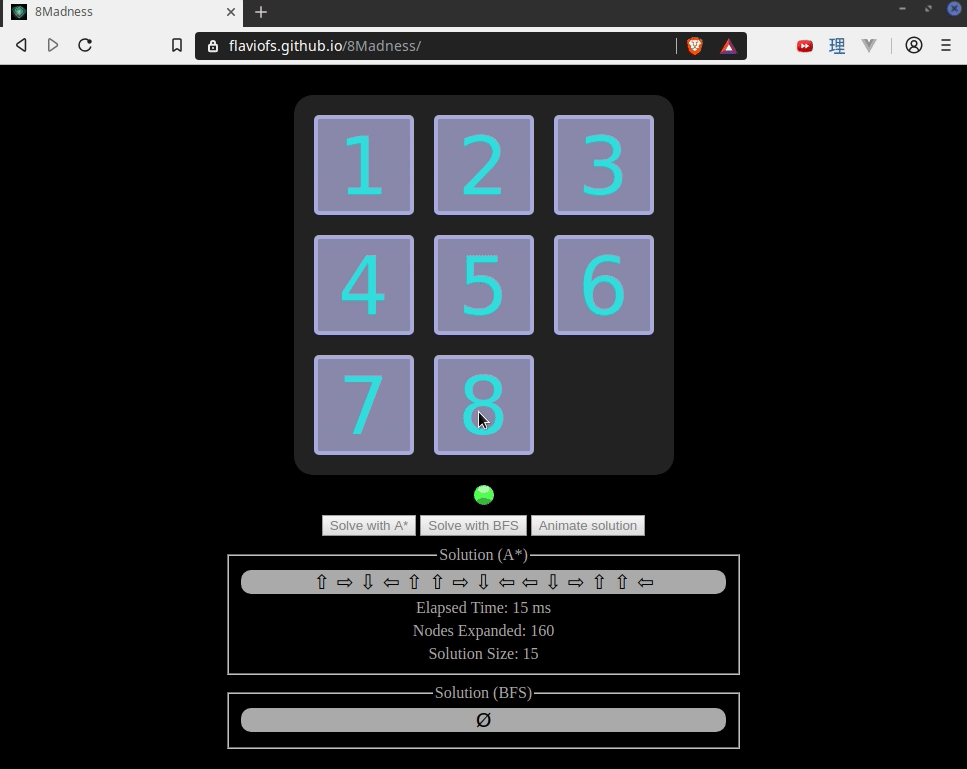 8Madness
flaviofs.github.io/8Madness/
理
1 2 3
4 5 6
7 8
Solve with A* Solve with BFS Animate solution
Solution (A*)
⇧ ⇨ ⇩ ⇦ ⇧ ⇧ ⇨ ⇩ ⇦ ⇦ ⇩ ⇨ ⇧ ⇧ ⇦
Elapsed Time: 15 ms
Nodes Expanded: 160
Solution Size: 15
Solution (BFS)
Ø